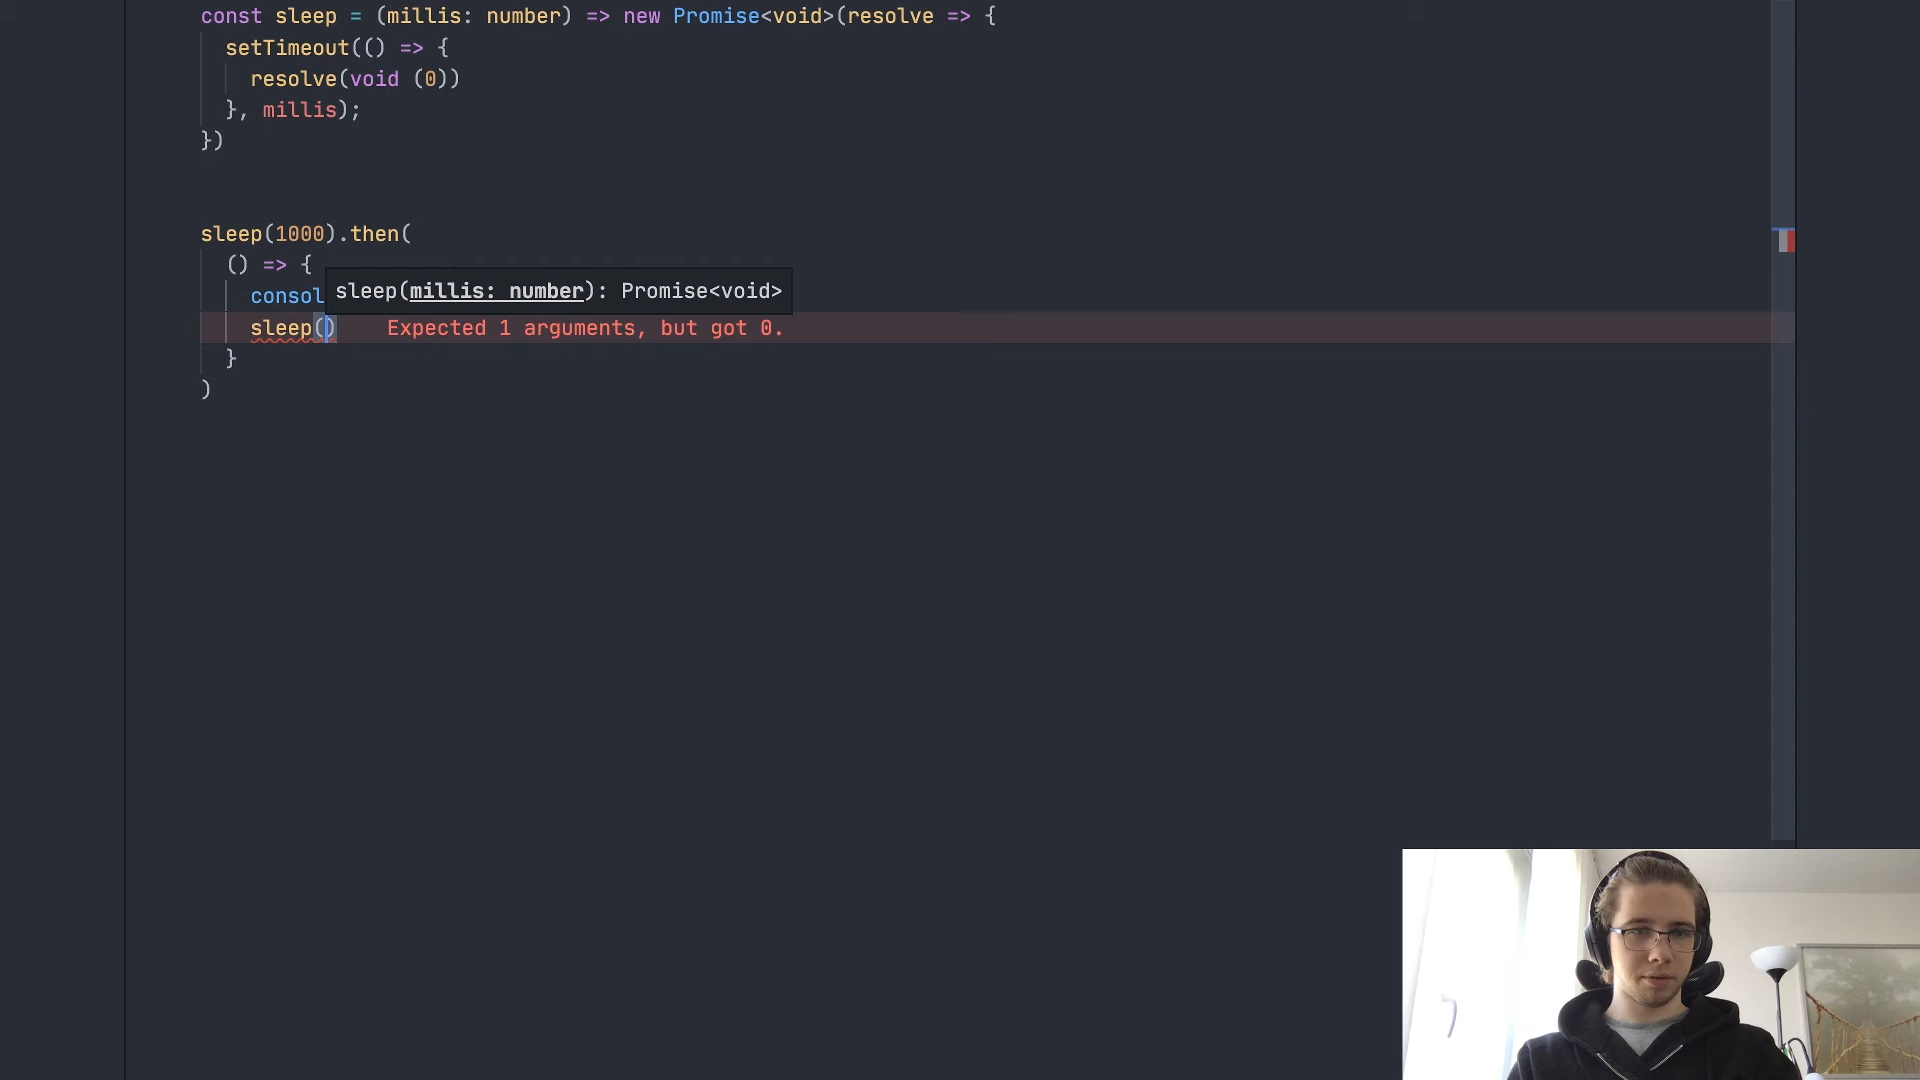 const sleep = (millis: number) => new Promise<void>(resolve => {
setTimeout(() => {
resolve(void (0))
}, millis);
})
sleep(1000).then(
() => {
consol
sleep(millis: number): Promise<void>
sleep() Expected 1 arguments, but got 0.
}
)